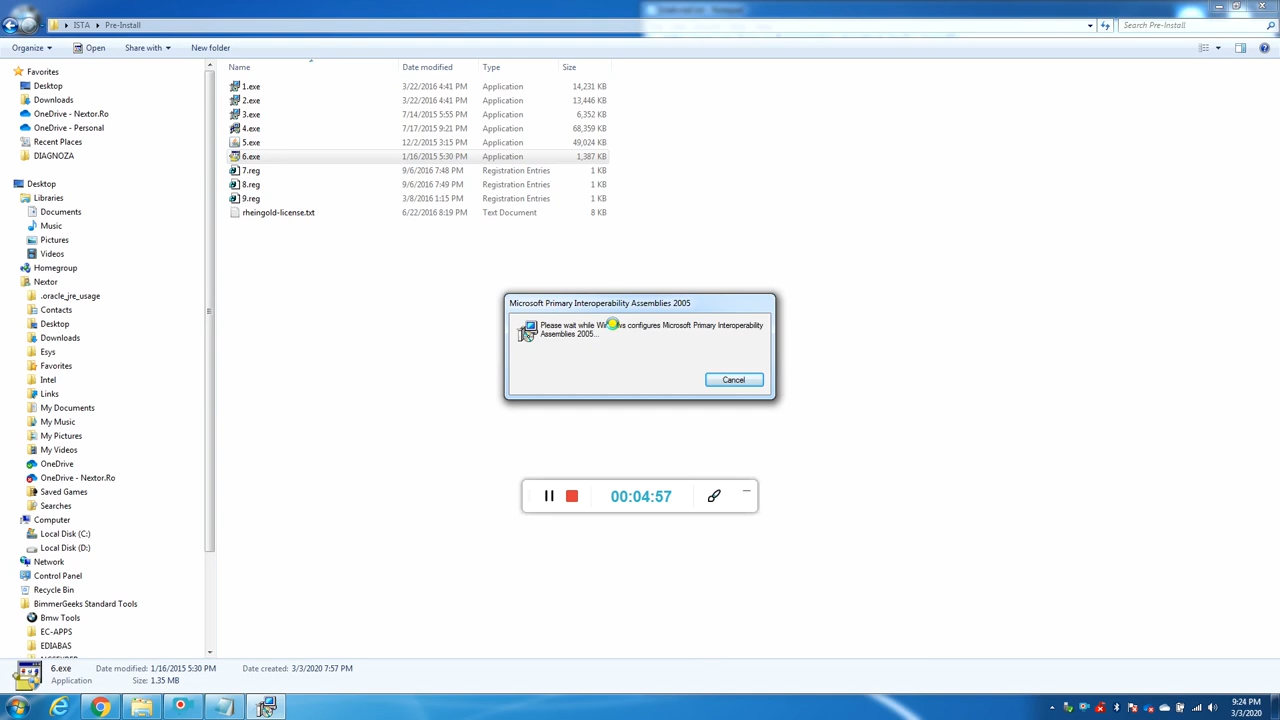 ISTA
Pre-Install
Search Pre-Install
Organize
Open
Share with
New folder
Name
Date modified
Type
Size
Favorites
Desktop
Downloads
OneDrive - Nextor.Ro
OneDrive - Personal
Recent Places
DIAGNOZA
Desktop
Libraries
Documents
Music
Pictures
Videos
Homegroup
Nextor
.oracle_jre_usage
Contacts
Desktop
Downloads
Esys
Favorites
Intel
Links
My Documents
My Music
My Pictures
My Videos
OneDrive
OneDrive - Nextor.Ro
Saved Games
Searches
Computer
Local Disk (C:)
Local Disk (D:)
Network
Control Panel
Recycle Bin
BimmerGeeks Standard Tools
Bmw Tools
EC-APPS
EDIABAS
1.exe 3/22/2016 4:41 PM Application 14,231 KB
2.exe 3/22/2016 4:41 PM Application 13,446 KB
3.exe 7/14/2015 5:55 PM Application 6,352 KB
4.exe 7/17/2015 9:21 PM Application 68,359 KB
5.exe 12/2/2015 3:15 PM Application 49,024 KB
6.exe 1/16/2015 5:30 PM Application 1,387 KB
7.reg 9/6/2016 7:48 PM Registration Entries 1 KB
8.reg 9/6/2016 7:49 PM Registration Entries 1 KB
9.reg 3/8/2016 1:15 PM Registration Entries 1 KB
rheingold-license.txt 6/22/2016 8:19 PM Text Document 8 KB
Microsoft Primary Interoperability Assemblies 2005
Please wait while Windows configures Microsoft Primary Interoperability
Assemblies 2005...
Cancel
00:04:57
6.exe Date modified: 1/16/2015 5:30 PM Date created: 3/3/2020 7:57 PM
Application Size: 1.35 MB
9:24 PM
3/3/2020